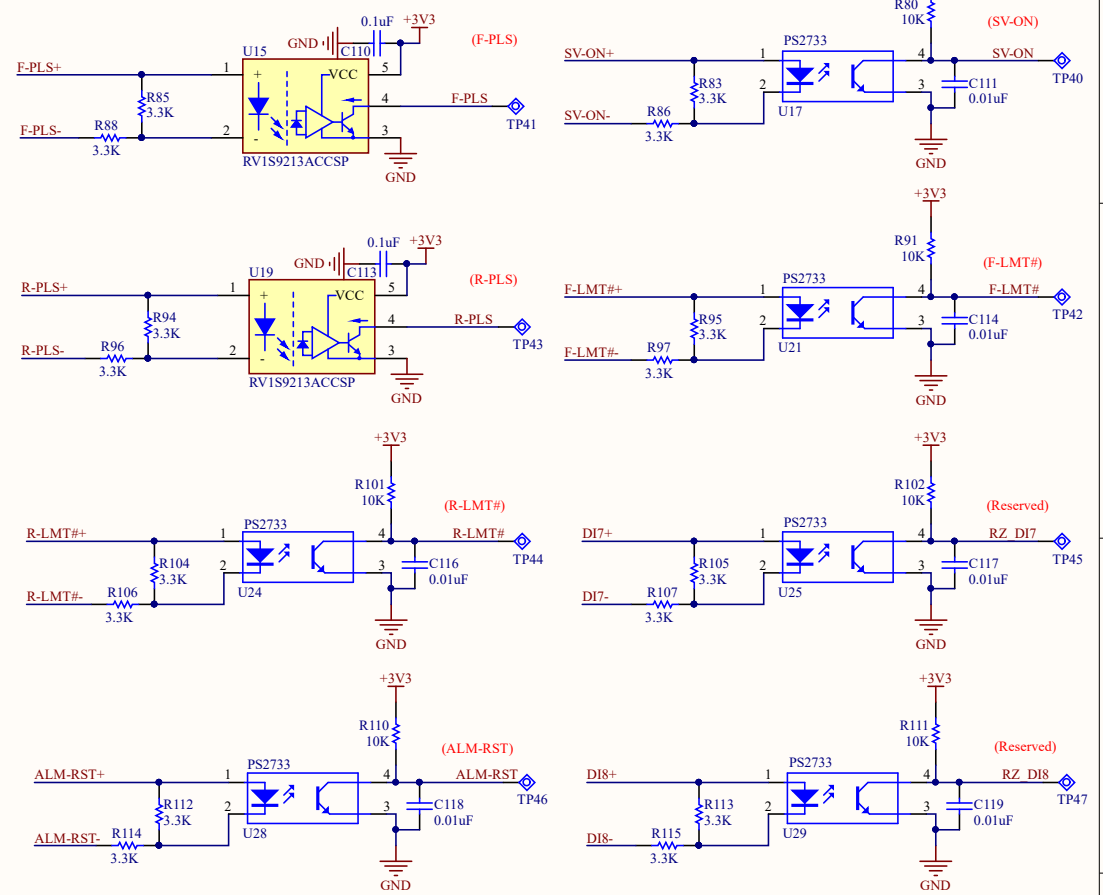 0.1uF
+3V3
GND
C110
(F-PLS)
U15
F-PLS+
1
+
VCC
5
R85
3.3K
4
F-PLS
TP41
F-PLS-
R88
3.3K
2
-
3
RV1S9213ACCSP
GND
R80
10K
(SV-ON)
PS2733
SV-ON+
1
4
SV-ON
TP40
R83
3.3K
2
3
C111
0.01uF
SV-ON-
R86
3.3K
U17
GND
0.1uF
+3V3
GND
C113
(R-PLS)
U19
R-PLS+
1
+
VCC
5
R94
3.3K
4
R-PLS
TP43
R-PLS-
R96
3.3K
2
-
3
RV1S9213ACCSP
GND
+3V3
R91
10K
(F-LMT#)
PS2733
F-LMT#+
1
4
F-LMT#
TP42
R95
3.3K
2
3
C114
0.01uF
F-LMT#-
R97
3.3K
U21
GND
+3V3
R101
10K
(R-LMT#)
PS2733
R-LMT#+
1
4
R-LMT#
TP44
R104
3.3K
2
3
C116
0.01uF
R-LMT#-
R106
3.3K
U24
GND
+3V3
R102
10K
(Reserved)
PS2733
DI7+
1
4
RZ_DI7
TP45
R105
3.3K
2
3
C117
0.01uF
DI7-
R107
3.3K
U25
GND
+3V3
R110
10K
(ALM-RST)
PS2733
ALM-RST+
1
4
ALM-RST
TP46
R112
3.3K
2
3
C118
0.01uF
ALM-RST-
R114
3.3K
U28
GND
+3V3
R111
10K
(Reserved)
PS2733
DI8+
1
4
RZ_DI8
TP47
R113
3.3K
2
3
C119
0.01uF
DI8-
R115
3.3K
U29
GND